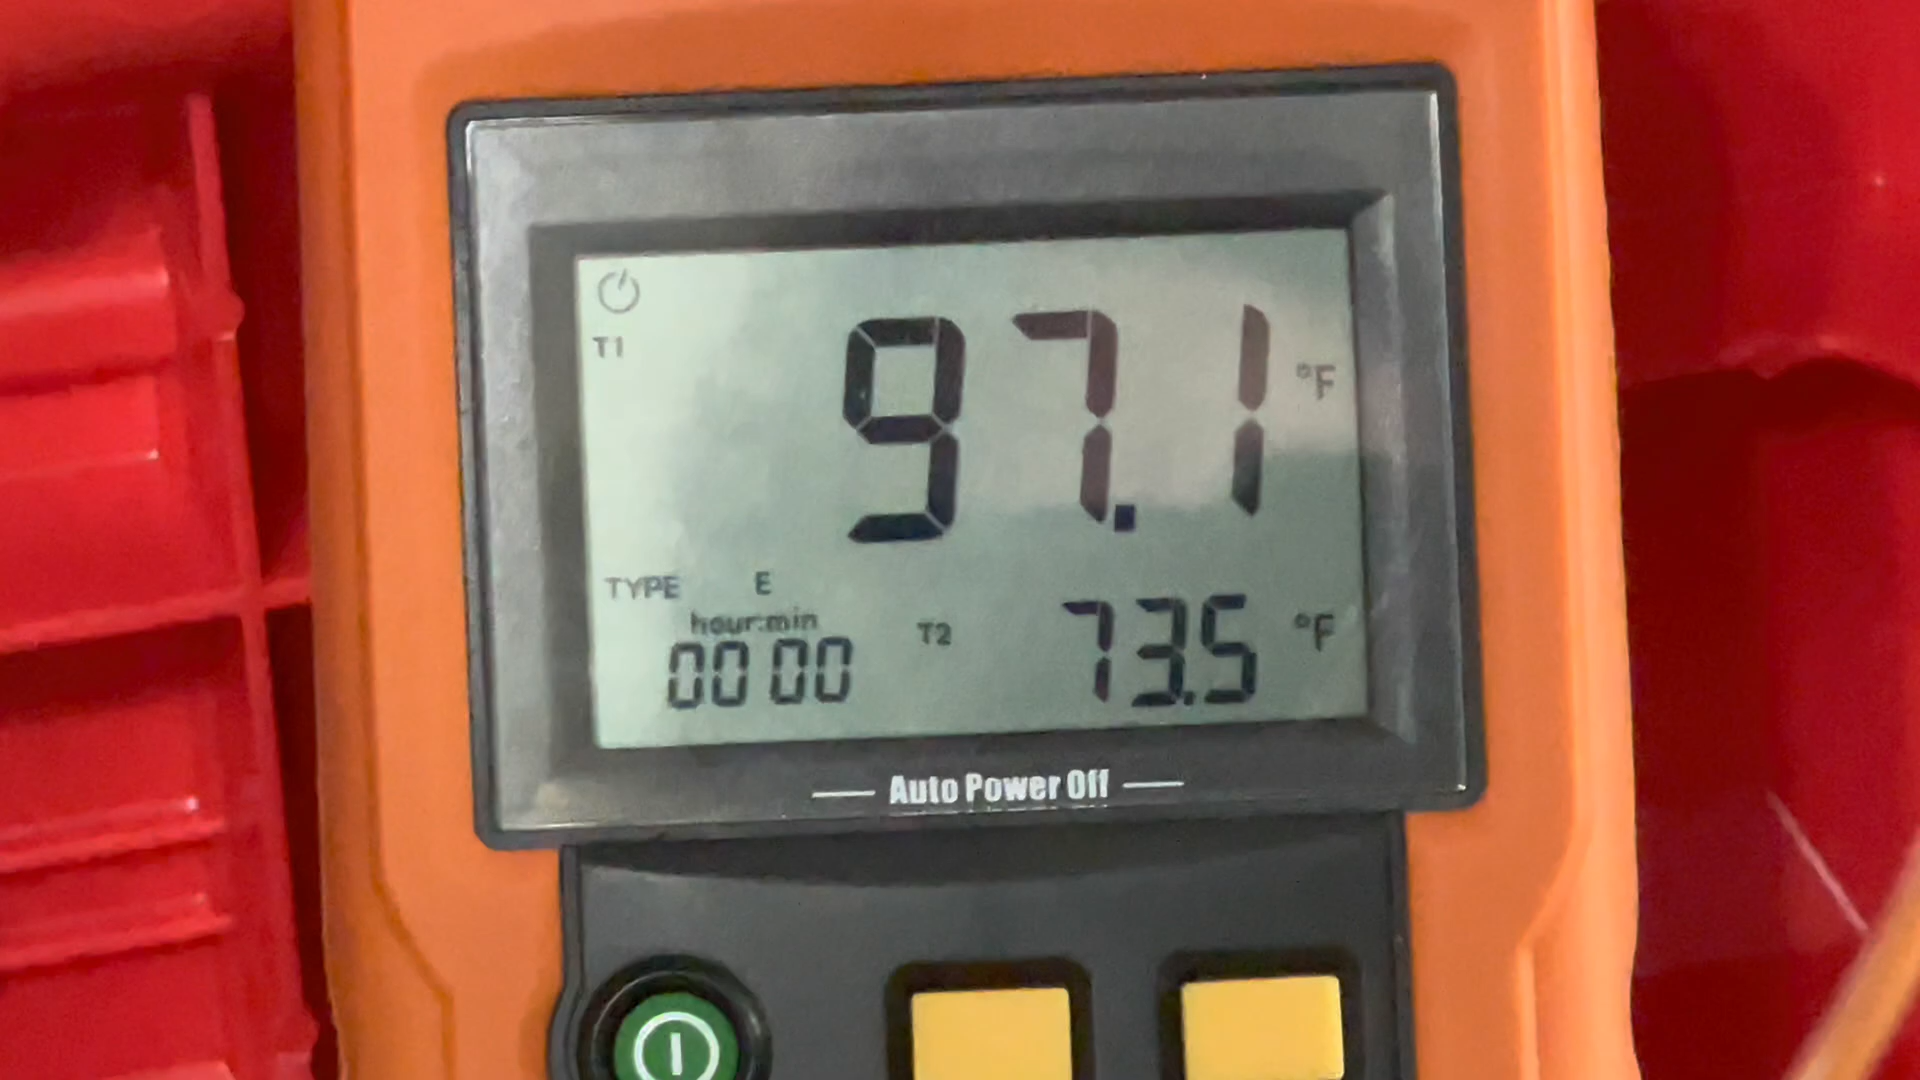 T1 97.1 °F
TYPE E
hour:min
00 00 T2 73.5 °F
Auto Power Off